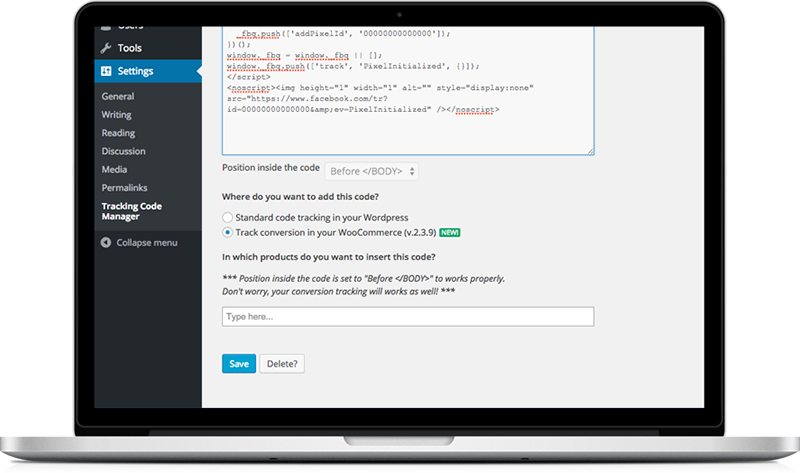 Users
Tools
Settings
General
Writing
Reading
Discussion
Media
Permalinks
Tracking Code
Manager
Collapse menu
_fbq.push(['addPixelId', '00000000000000']);
})();
window._fbq = window._fbq || [];
window._fbq.push(['track', 'PixelInitialized', {}]);
</script>
<noscript><img height="1" width="1" alt="" style="display:none"
src="https://www.facebook.com/tr?
id=00000000000000&amp;ev=PixelInitialized" /></noscript>
Position inside the code Before </BODY>
Where do you want to add this code?
Standard code tracking in your Wordpress
Track conversion in your WooCommerce (v.2.3.9) NEW!
In which products do you want to insert this code?
*** Position inside the code is set to "Before </BODY>" to works properly.
Don't worry, your conversion tracking will works as well! ***
Type here...
Save Delete?